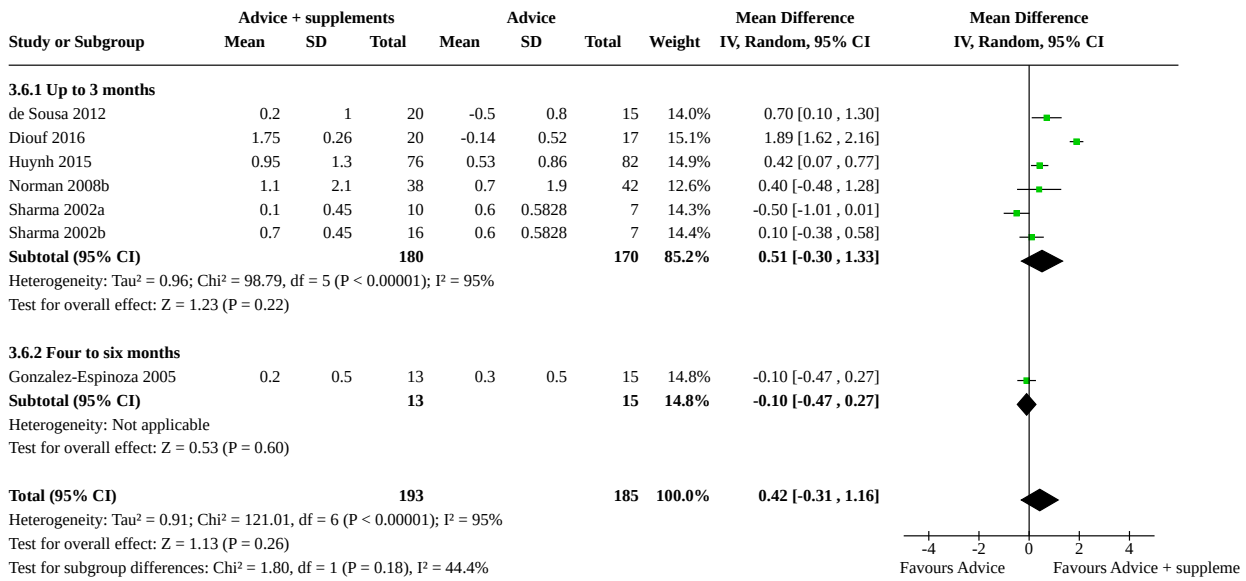 Advice + supplements Advice Mean Difference Mean Difference
Study or Subgroup Mean SD Total Mean SD Total Weight IV, Random, 95% CI IV, Random, 95% CI
3.6.1 Up to 3 months
de Sousa 2012 0.2 1 20 -0.5 0.8 15 14.0% 0.70 [0.10 , 1.30]
Diouf 2016 1.75 0.26 20 -0.14 0.52 17 15.1% 1.89 [1.62 , 2.16]
Huynh 2015 0.95 1.3 76 0.53 0.86 82 14.9% 0.42 [0.07 , 0.77]
Norman 2008b 1.1 2.1 38 0.7 1.9 42 12.6% 0.40 [-0.48 , 1.28]
Sharma 2002a 0.1 0.45 10 0.6 0.5828 7 14.3% -0.50 [-1.01 , 0.01]
Sharma 2002b 0.7 0.45 16 0.6 0.5828 7 14.4% 0.10 [-0.38 , 0.58]
Subtotal (95% CI) 180 170 85.2% 0.51 [-0.30 , 1.33]
Heterogeneity: Tau² = 0.96; Chi² = 98.79, df = 5 (P < 0.00001); I² = 95%
Test for overall effect: Z = 1.23 (P = 0.22)
3.6.2 Four to six months
Gonzalez-Espinoza 2005 0.2 0.5 13 0.3 0.5 15 14.8% -0.10 [-0.47 , 0.27]
Subtotal (95% CI) 13 15 14.8% -0.10 [-0.47 , 0.27]
Heterogeneity: Not applicable
Test for overall effect: Z = 0.53 (P = 0.60)
Total (95% CI) 193 185 100.0% 0.42 [-0.31 , 1.16]
Heterogeneity: Tau² = 0.91; Chi² = 121.01, df = 6 (P < 0.00001); I² = 95%
Test for overall effect: Z = 1.13 (P = 0.26)
-4 -2 0 2 4
Test for subgroup differences: Chi² = 1.80, df = 1 (P = 0.18), I² = 44.4% Favours Advice Favours Advice + suppleme